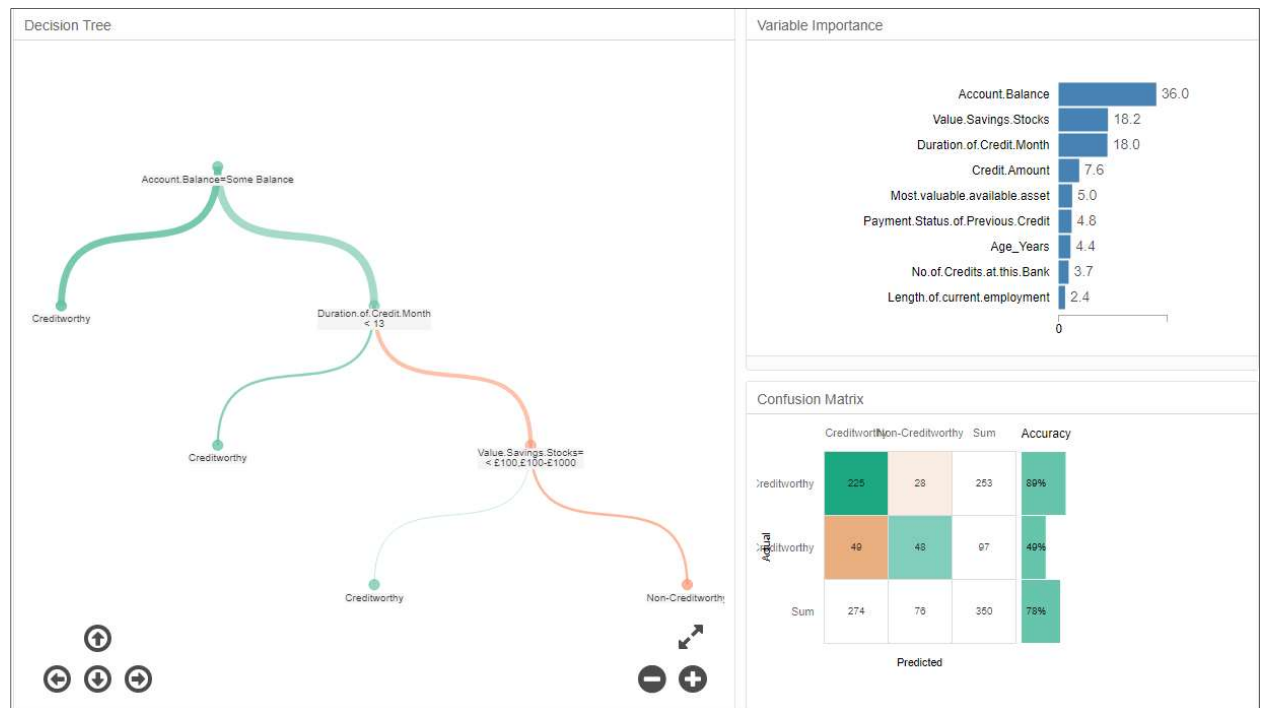 Decision Tree
Account.Balance=Some Balance
Creditworthy
Duration.of.Credit.Month
< 13
Creditworthy
Value.Savings.Stocks=
< £100,£100-£1000
Creditworthy
Non-Creditworthy
Variable Importance
Account.Balance 36.0
Value.Savings.Stocks 18.2
Duration.of.Credit.Month 18.0
Credit.Amount 7.6
Most.valuable.available.asset 5.0
Payment.Status.of.Previous.Credit 4.8
Age_Years 4.4
No.of.Credits.at.this.Bank 3.7
Length.of.current.employment 2.4
0
Confusion Matrix
Creditworthy Non-Creditworthy Sum Accuracy
Creditworthy 225 28 253 89%
Actual
ditworthy 49 48 97 49%
Sum 274 76 350 78%
Predicted